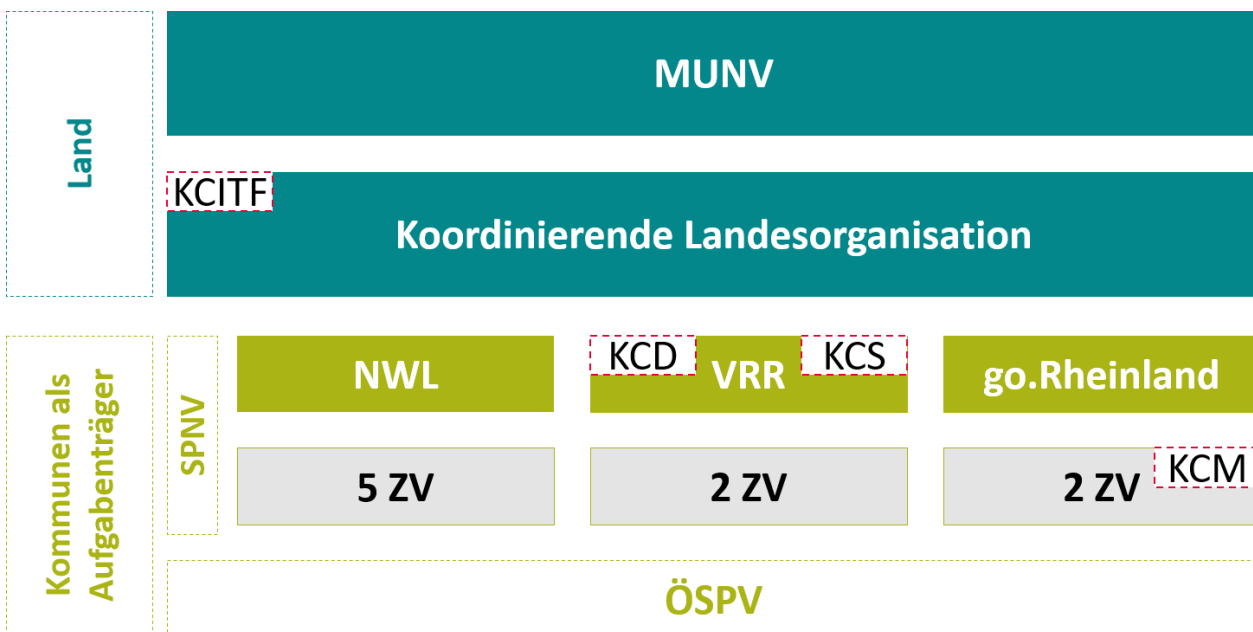 Land
MUNV
KCITF
Koordinierende Landesorganisation
Kommunen als
Aufgabenträger
SPNV
NWL
KCD
VRR
KCS
go.Rheinland
5 ZV
2 ZV
2 ZV
KCM
ÖSPV